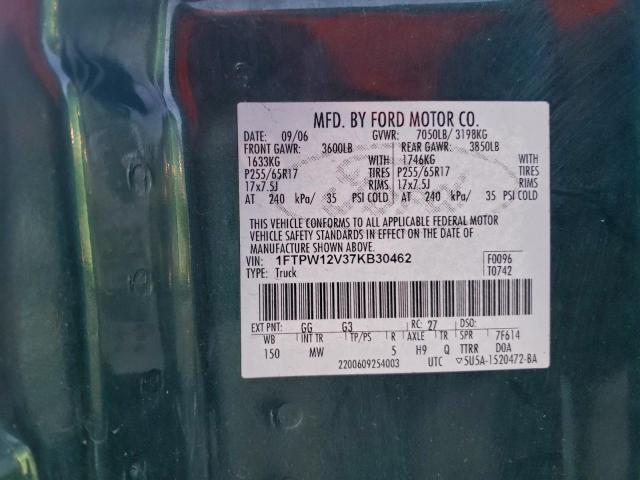 MFD. BY FORD MOTOR CO.
DATE: 09/06 GVWR: 7050LB/ 3198KG
FRONT GAWR: 3600LB REAR GAWR: 3850LB
1633KG WITH 1746KG WITH
P255/65R17 TIRES P255/65R17 TIRES
17x7.5J RIMS 17x7.5J RIMS
AT 240 kPa/ 35 PSI COLD AT 240 kPa/ 35 PSI COLD
THIS VEHICLE CONFORMS TO ALL APPLICABLE FEDERAL MOTOR
VEHICLE SAFETY STANDARDS IN EFFECT ON THE DATE OF
MANUFACTURE SHOWN ABOVE.
VIN: 1FTPW12V37KB30462 F0096
TYPE: Truck T0742
EXT PNT: GG G3 RC: 27 DSO:
WB INT TR TP/PS R AXLE TR SPR 7F614
150 MW 5 H9 Q TTRR DOA
2200609254003 UTC 5U5A-1520472-BA